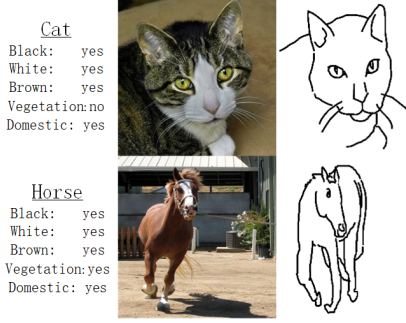 Cat
Black: yes
White: yes
Brown: yes
Vegetation:no
Domestic: yes
Horse
Black: yes
White: yes
Brown: yes
Vegetation:yes
Domestic: yes